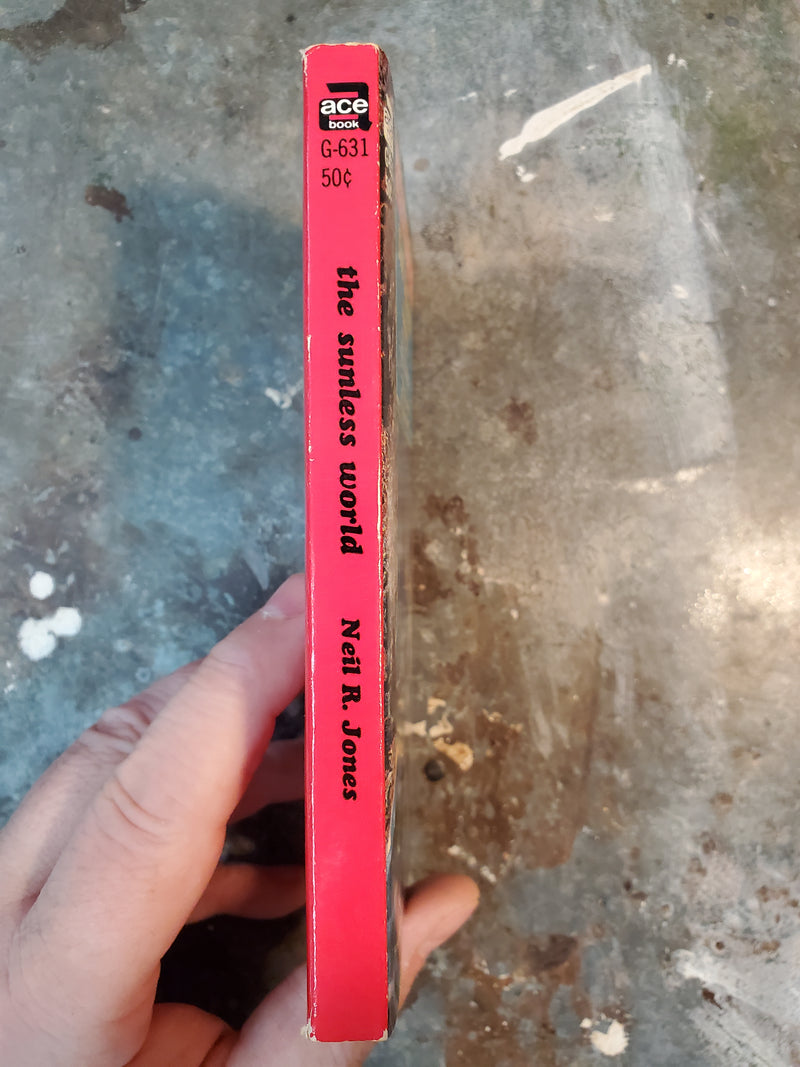 ace
book
G-631
50¢
the sunless world Neil R. Jones